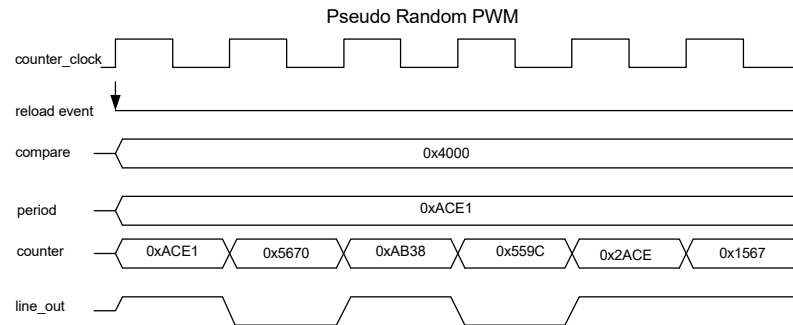 Pseudo Random PWM
counter_clock
reload event
compare 0x4000
period 0xACE1
counter 0xACE1 0x5670 0xAB38 0x559C 0x2ACE 0x1567
line_out